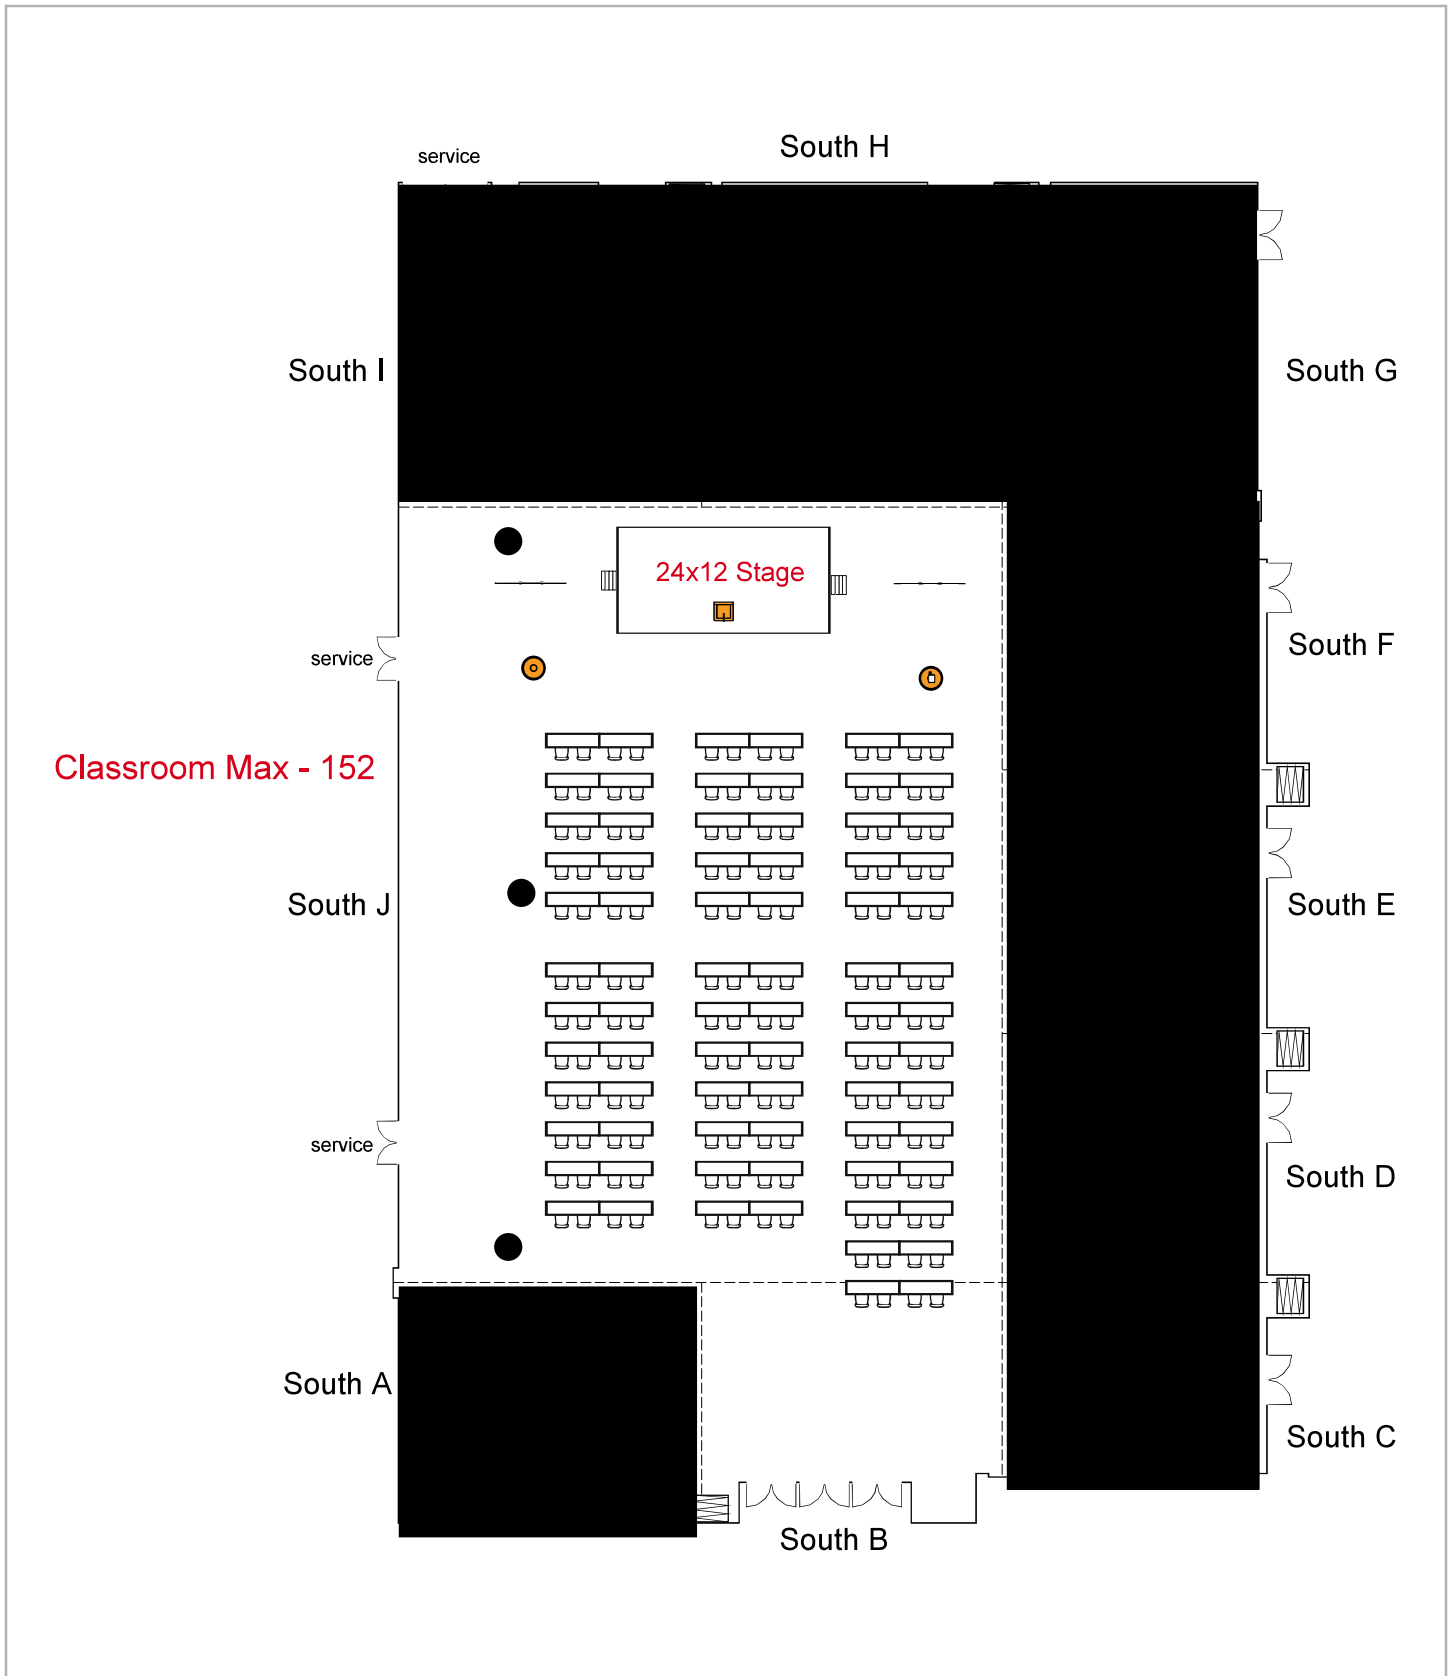 South H
service
South I
South G
24x12 Stage
South F
service
Classroom Max - 152
South J
South E
service
South D
South A
South C
South B